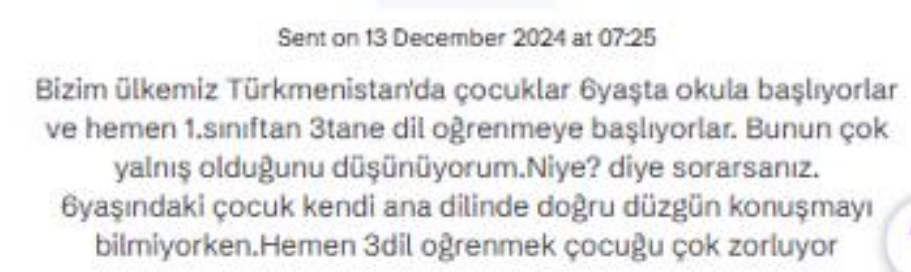 Sent on 13 December 2024 at 07:25
Bizim ülkemiz Türkmenistan'da çocuklar 6yaşta okula başlıyorlar
ve hemen 1.sınıftan 3tane dil oğrenmeye başlıyorlar. Bunun çok
yalnış olduğunu düşünüyorum.Niye? diye sorarsanız.
6yaşındaki çocuk kendi ana dilinde doğru düzgün konuşmayı
bilmiyorken.Hemen 3dil oğrenmek çocuğu çok zorluyor